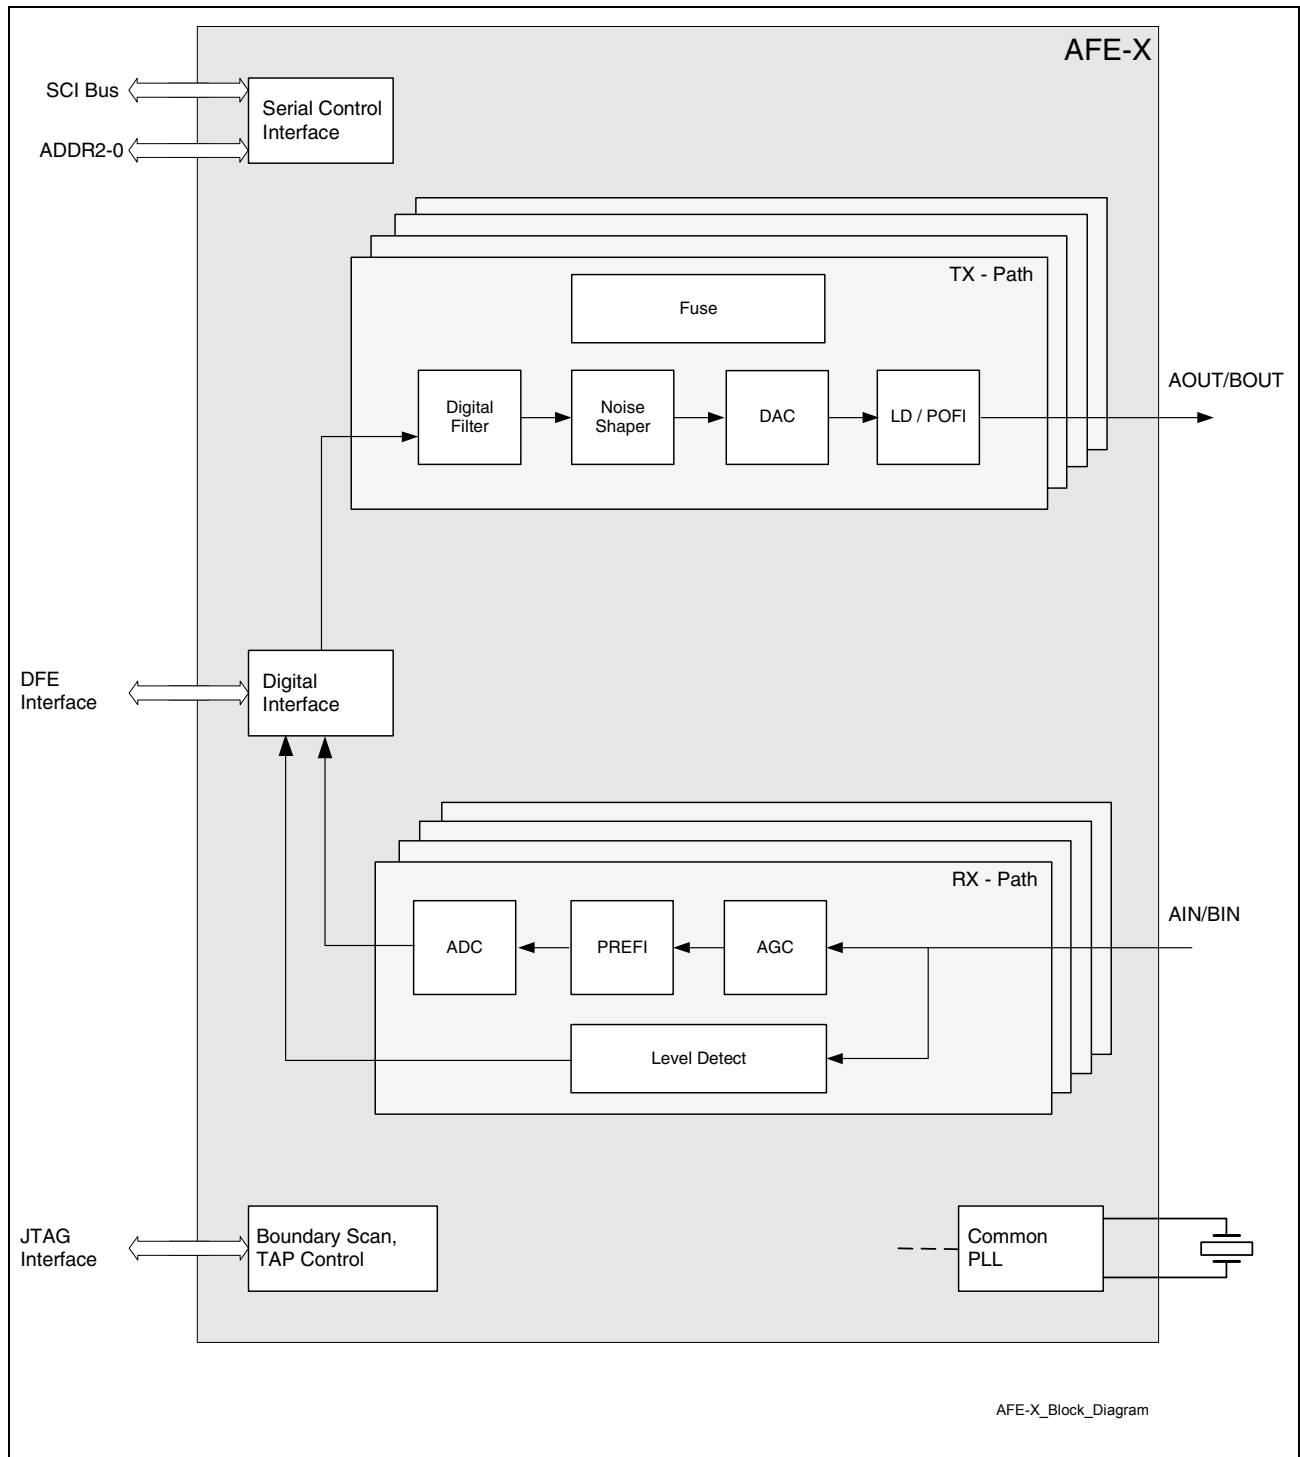 AFE-X
SCI Bus
Serial Control
Interface
ADDR2-0
TX - Path
Fuse
AOUT/BOUT
Digital
Filter
Noise
Shaper
DAC
LD / POFI
DFE
Interface
Digital
Interface
RX - Path
AIN/BIN
ADC
PREFI
AGC
Level Detect
JTAG
Interface
Boundary Scan,
TAP Control
Common
PLL
AFE-X_Block_Diagram